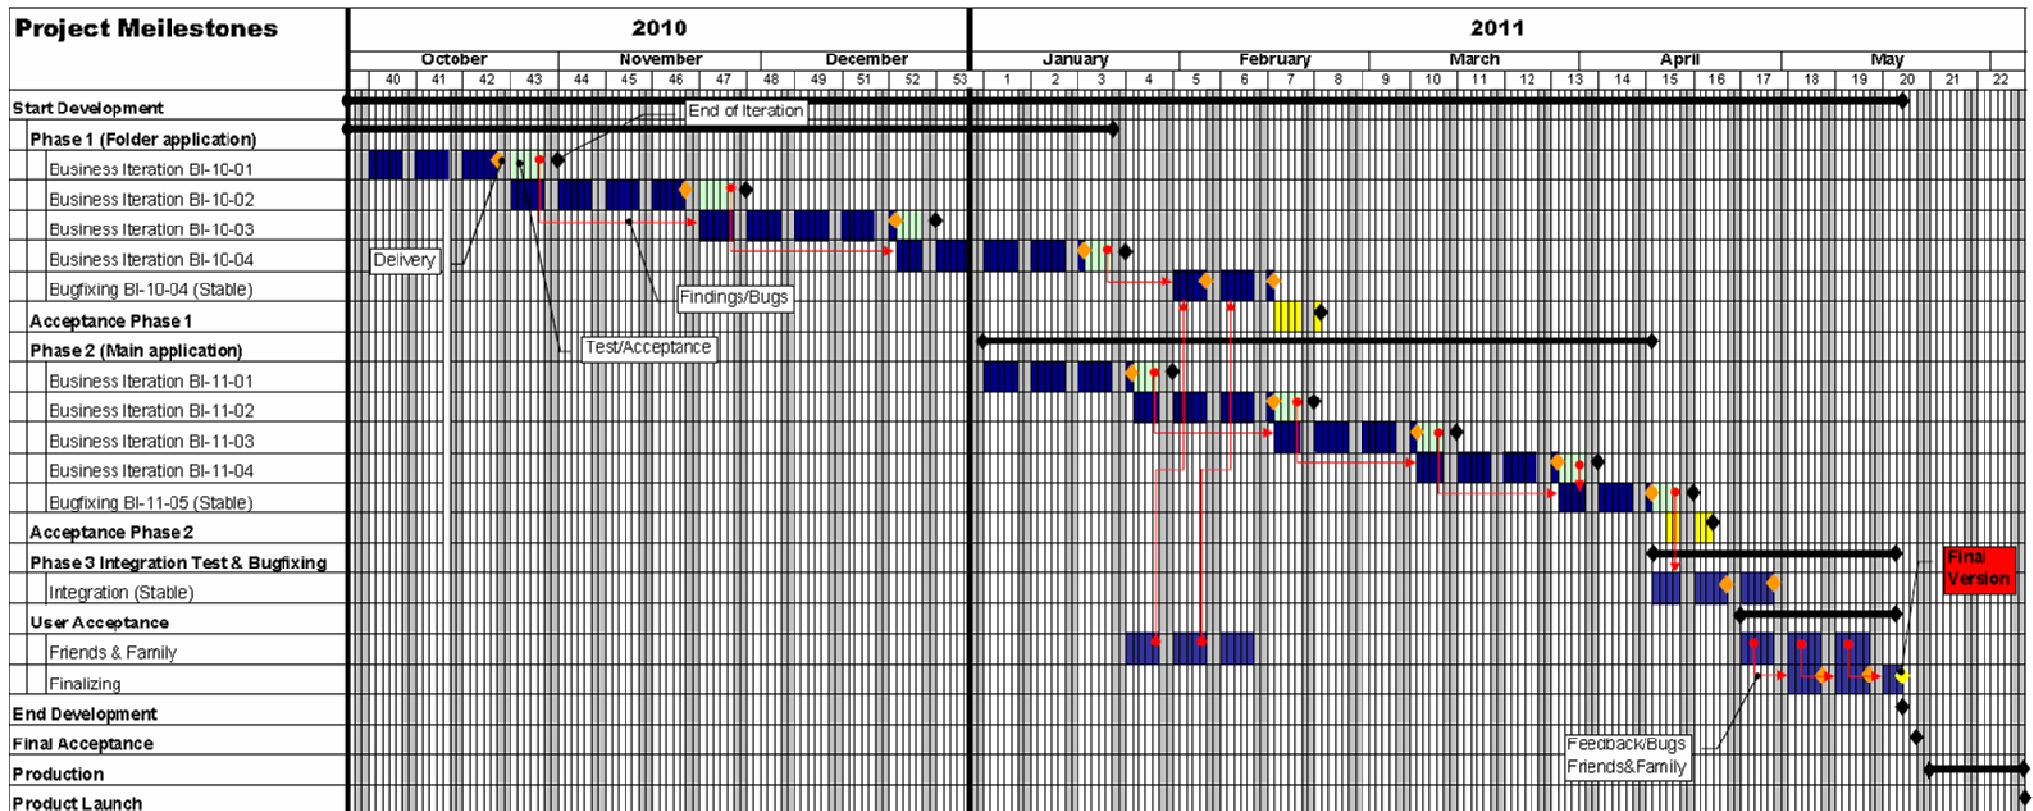 Project Meilestones
2010
2011
October November December January February March April May
40 41 42 43 44 45 46 47 48 49 51 52 53 1 2 3 4 5 6 7 8 9 10 11 12 13 14 15 16 17 18 19 20 21 22
Start Development
End of Iteration
Phase 1 (Folder application)
Business Iteration BI-10-01
Business Iteration BI-10-02
Business Iteration BI-10-03
Business Iteration BI-10-04
Delivery
Bugfixing BI-10-04 (Stable)
Findings/Bugs
Acceptance Phase 1
Phase 2 (Main application)
Test/Acceptance
Business Iteration BI-11-01
Business Iteration BI-11-02
Business Iteration BI-11-03
Business Iteration BI-11-04
Bugfixing BI-11-05 (Stable)
Acceptance Phase 2
Phase 3 Integration Test & Bugfixing
Final
Version
Integration (Stable)
User Acceptance
Friends & Family
Finalizing
End Development
Final Acceptance
Feedback/Bugs
Friends&Family
Production
Product Launch